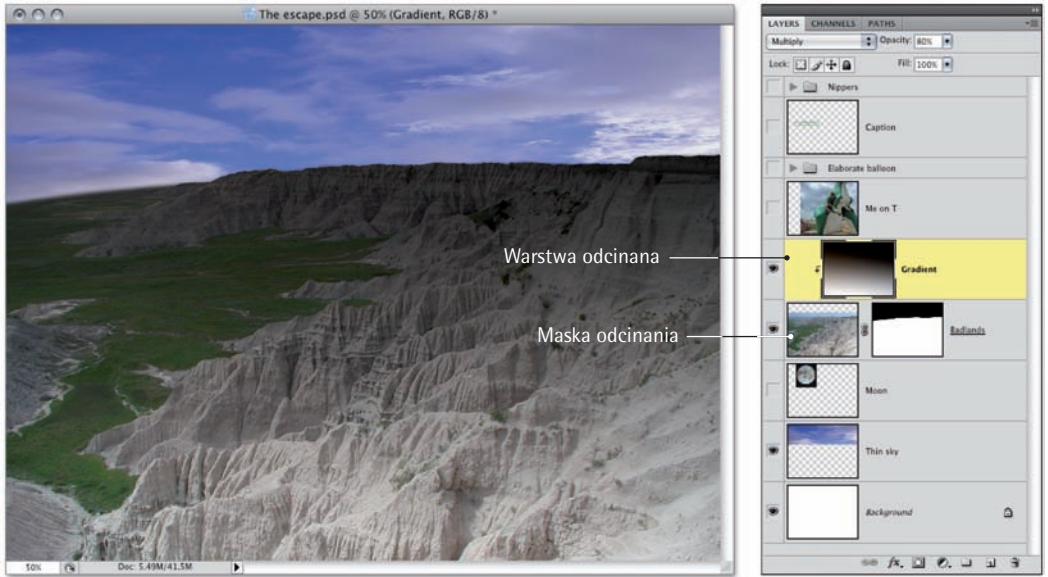 The escape.psd @ 50% (Gradient, RGB/8) *
50%
Doc: 5.49M/41.5M
Warstwa odcinana
Maska odcinania
LAYERS CHANNELS PATHS
Multiply Opacity: 80%
Lock: Fill: 100%
Nippers
Caption
Elaborate balloon
Me on T
Gradient
Badlands
Moon
Thin sky
Background
fx.